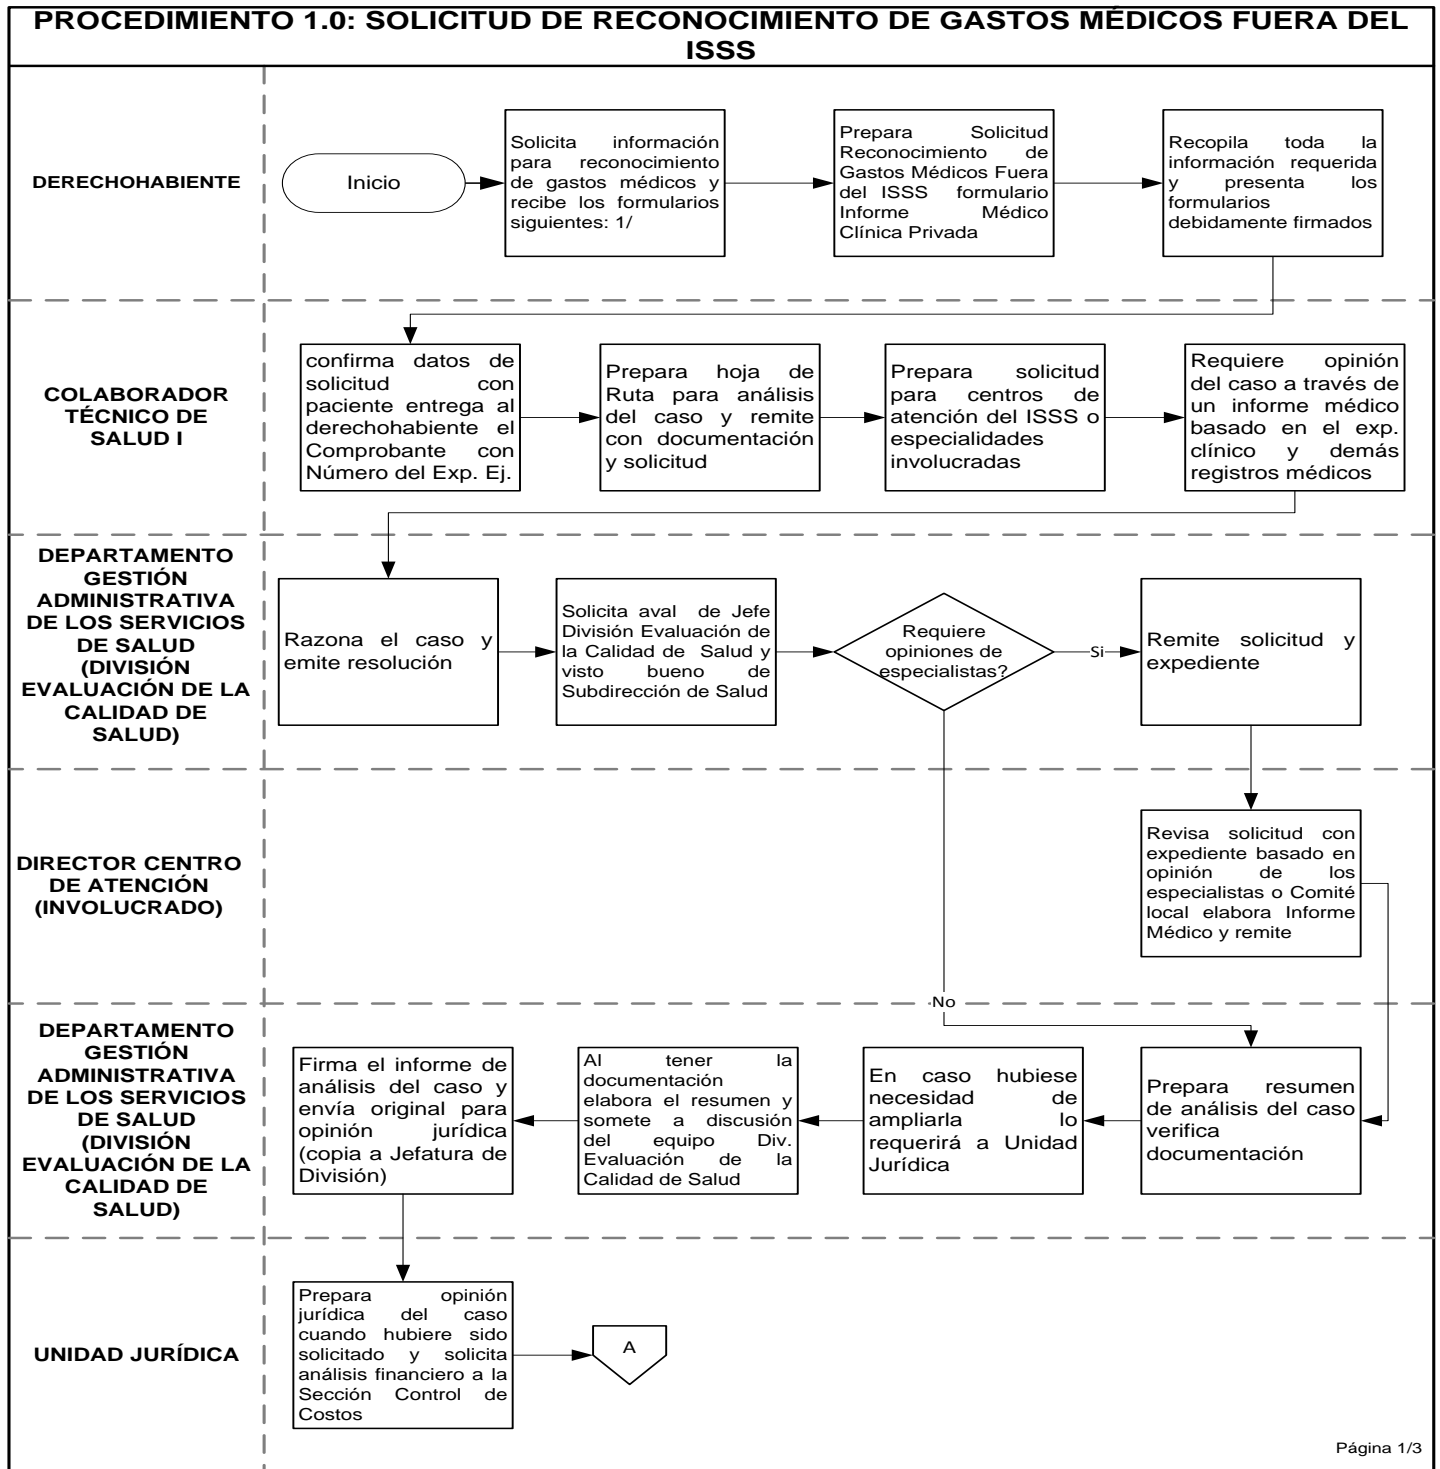 PROCEDIMIENTO 1.0: SOLICITUD DE RECONOCIMIENTO DE GASTOS MÉDICOS FUERA DEL
ISSS
DERECHOHABIENTE
Inicio
Solicita información
para reconocimiento
de gastos médicos y
recibe los formularios
siguientes: 1/
Prepara Solicitud
Reconocimiento de
Gastos Médicos Fuera
del ISSS formulario
Informe Médico
Clínica Privada
Recopila toda la
información requerida
y presenta los
formularios
debidamente firmados
COLABORADOR
TÉCNICO DE
SALUD I
confirma datos de
solicitud con
paciente entrega al
derechohabiente el
Comprobante con
Número del Exp. Ej.
Prepara hoja de
Ruta para análisis
del caso y remite
con documentación
y solicitud
Prepara solicitud
para centros de
atención del ISSS o
especialidades
involucradas
Requiere opinión
del caso a través de
un informe médico
basado en el exp.
clínico y demás
registros médicos
DEPARTAMENTO
GESTIÓN
ADMINISTRATIVA
DE LOS SERVICIOS
DE SALUD
(DIVISIÓN
EVALUACIÓN DE LA
CALIDAD DE
SALUD)
Razona el caso y
emite resolución
Solicita aval de Jefe
División Evaluación de
la Calidad de Salud y
visto bueno de
Subdirección de Salud
Requiere
opiniones de
especialistas?
Si
Remite solicitud y
expediente
DIRECTOR CENTRO
DE ATENCIÓN
(INVOLUCRADO)
Revisa solicitud con
expediente basado en
opinión de los
especialistas o Comité
local elabora Informe
Médico y remite
No
DEPARTAMENTO
GESTIÓN
ADMINISTRATIVA
DE LOS SERVICIOS
DE SALUD
(DIVISIÓN
EVALUACIÓN DE LA
CALIDAD DE
SALUD)
Firma el informe de
análisis del caso y
envía original para
opinión jurídica
(copia a Jefatura de
División)
Al tener la
documentación
elabora el resumen y
somete a discusión
del equipo Div.
Evaluación de la
Calidad de Salud
En caso hubiese
necesidad de
ampliarla lo
requerirá a Unidad
Jurídica
Prepara resumen
de análisis del caso
verifica
documentación
UNIDAD JURÍDICA
Prepara opinión
jurídica del caso
cuando hubiere sido
solicitado y solicita
análisis financiero a la
Sección Control de
Costos
A
Página 1/3